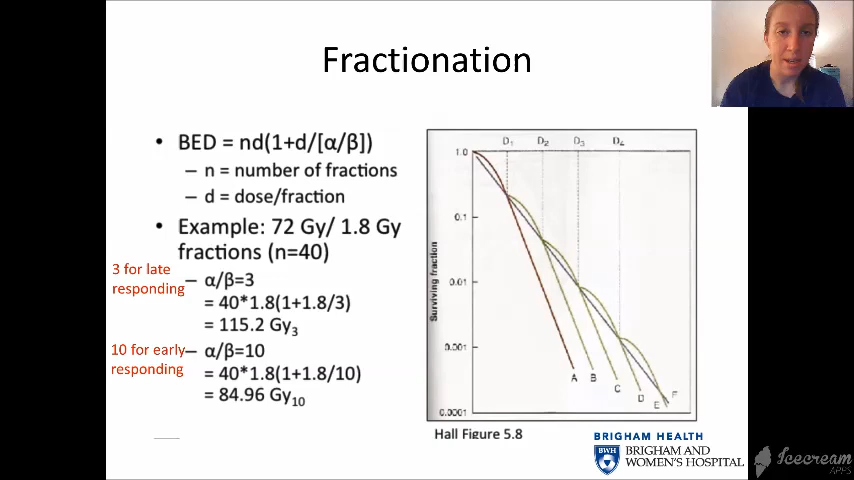 Fractionation
• BED = nd(1+d/[α/β])
– n = number of fractions
– d = dose/fraction
• Example: 72 Gy/ 1.8 Gy
fractions (n=40)
3 for late
responding
– α/β=3
= 40*1.8(1+1.8/3)
= 115.2 Gy₃
10 for early
responding
– α/β=10
= 40*1.8(1+1.8/10)
= 84.96 Gy₁₀
D₁ D₂ D₃ D₄
1.0
0.1
0.01
0.001
0.0001
Surviving fraction
A B C D E F
Hall Figure 5.8
BRIGHAM HEALTH
BWH
BRIGHAM AND
WOMEN'S HOSPITAL
Icecream
APPS